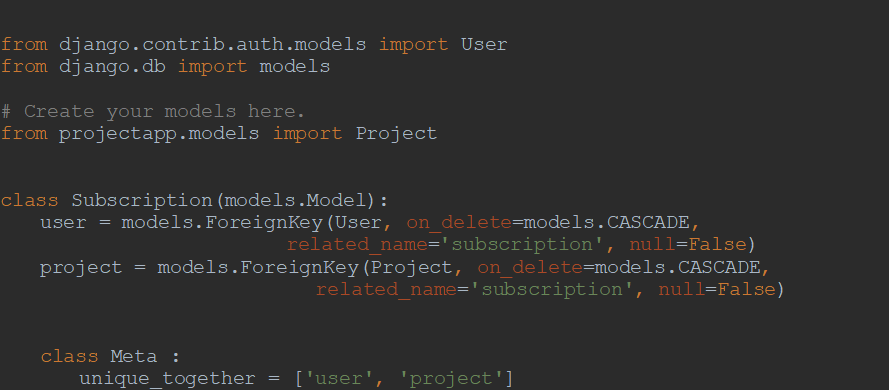 from django.contrib.auth.models import User
from django.db import models
# Create your models here.
from projectapp.models import Project
class Subscription(models.Model):
user = models.ForeignKey(User, on_delete=models.CASCADE,
related_name='subscription', null=False)
project = models.ForeignKey(Project, on_delete=models.CASCADE,
related_name='subscription', null=False)
class Meta :
unique_together = ['user', 'project']